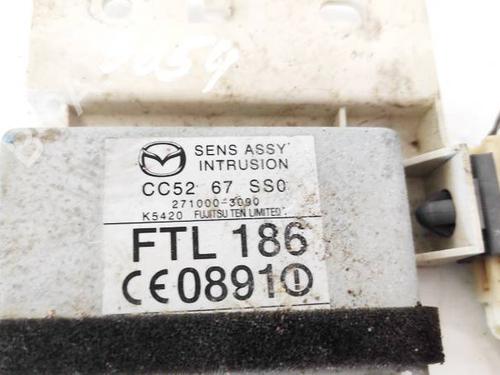 SENS ASSY
INTRUSION
CC52 67 SS0
271000-3090
K5420 FUJITSU TEN LIMITED
FTL 186
CE0891